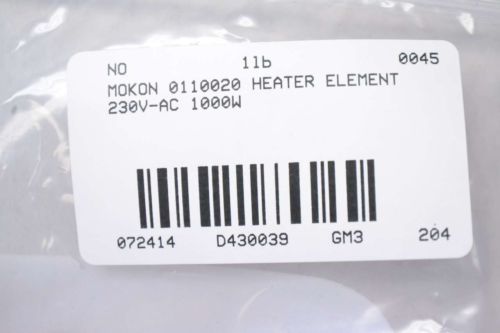 NO 1lb 0045
MOKON 0110020 HEATER ELEMENT
230V-AC 1000W
072414 D430039 GM3 204